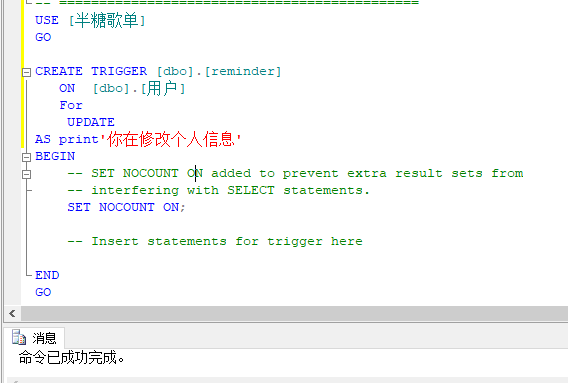 -- =============================================
USE [半糖歌单]
GO
CREATE TRIGGER [dbo].[reminder]
ON [dbo].[用户]
For
UPDATE
AS print'你在修改个人信息'
BEGIN
-- SET NOCOUNT ON added to prevent extra result sets from
-- interfering with SELECT statements.
SET NOCOUNT ON;
-- Insert statements for trigger here
END
GO
消息
命令已成功完成。